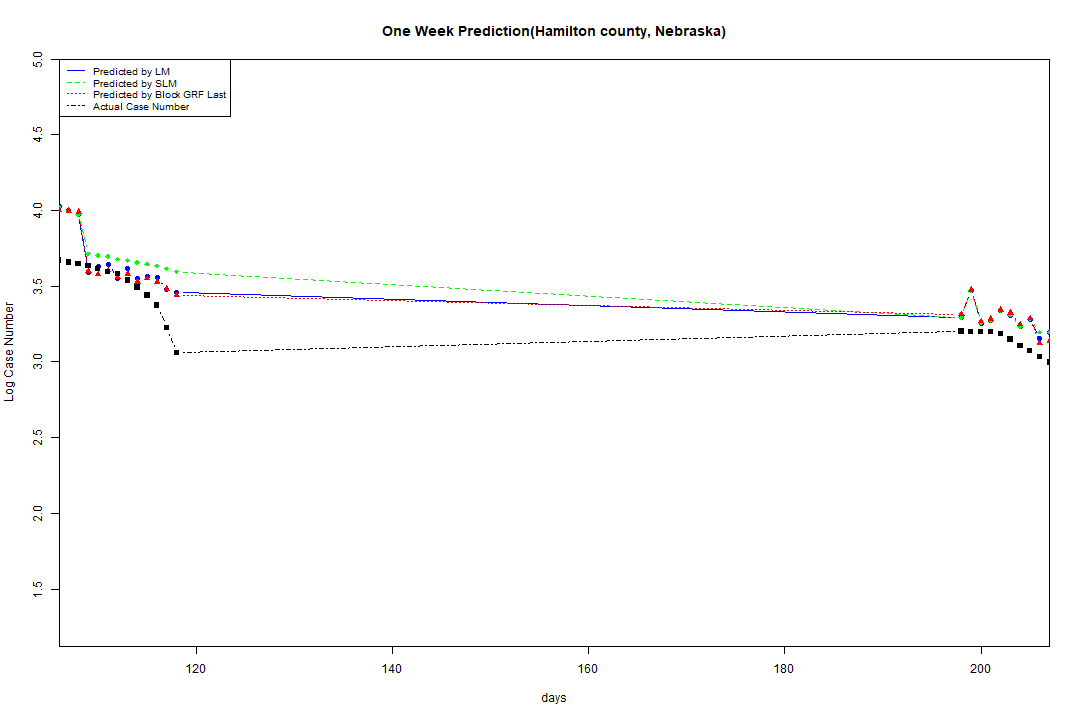 One Week Prediction(Hamilton county, Nebraska)
Predicted by LM
Predicted by SLM
Predicted by Block GRF Last
Actual Case Number
5.0
4.5
4.0
3.5
3.0
2.5
2.0
1.5
Log Case Number
120 140 160 180 200
days